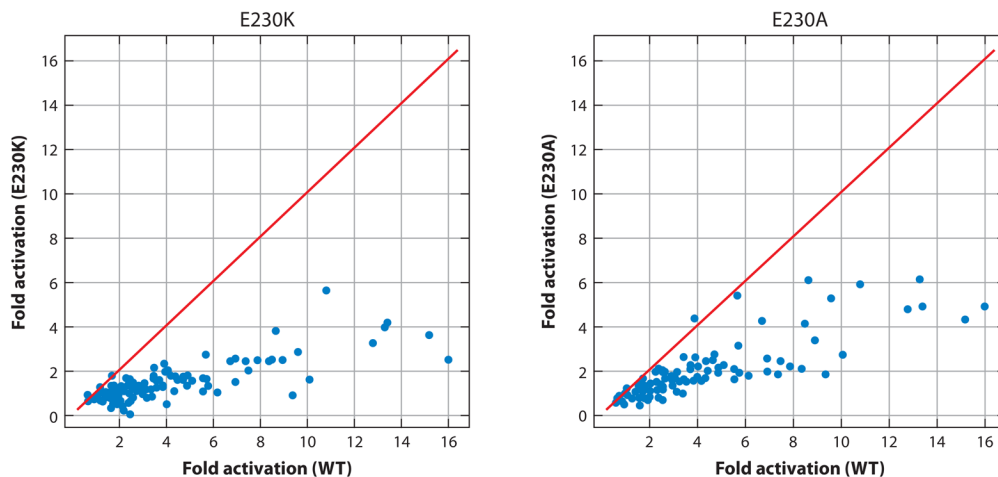 E230K
16
14
12
10
8
6
4
2
0
Fold activation (E230K)
2 4 6 8 10 12 14 16
Fold activation (WT)
E230A
16
14
12
10
8
6
4
2
0
Fold activation (E230A)
2 4 6 8 10 12 14 16
Fold activation (WT)